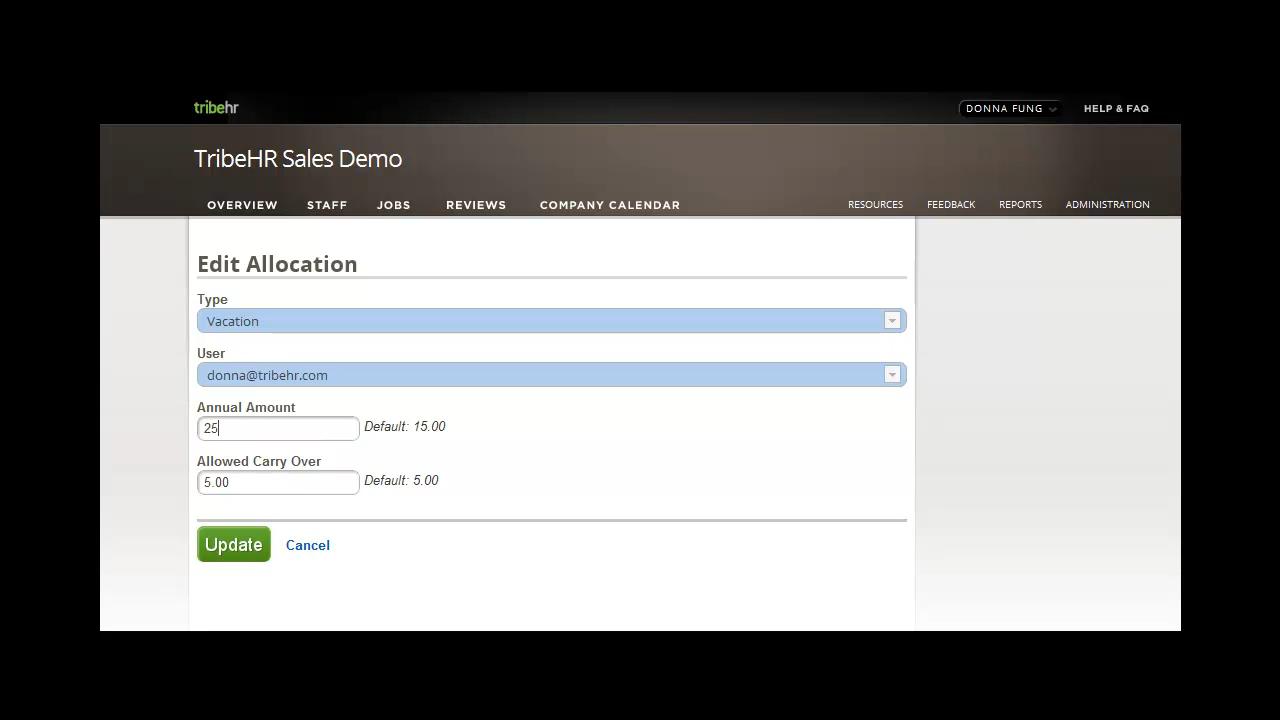 tribehr
DONNA FUNG
HELP & FAQ
TribeHR Sales Demo
OVERVIEW STAFF JOBS REVIEWS COMPANY CALENDAR RESOURCES FEEDBACK REPORTS ADMINISTRATION
Edit Allocation
Type
Vacation
User
donna@tribehr.com
Annual Amount
25 Default: 15.00
Allowed Carry Over
5.00 Default: 5.00
Update Cancel